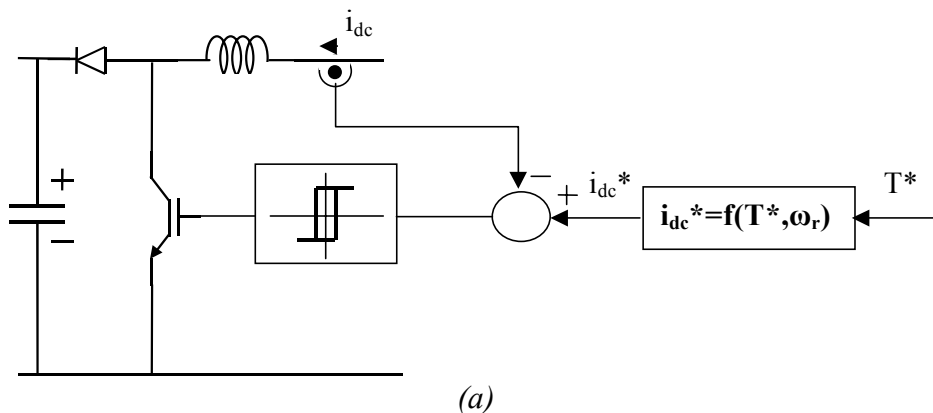 i_dc
+
−
−
+
i_dc*
T*
i_dc*=f(T*,ω_r)
(a)